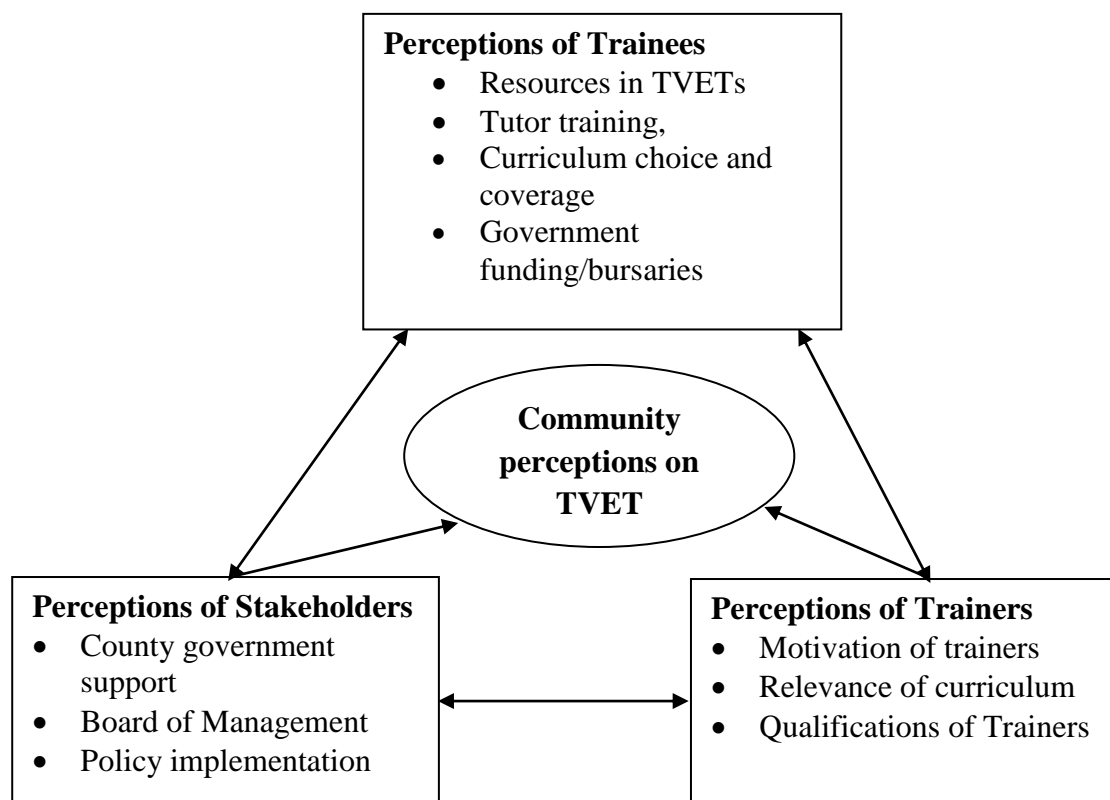 Perceptions of Trainees
• Resources in TVETs
• Tutor training,
• Curriculum choice and
coverage
• Government
funding/bursaries
Community
perceptions on
TVET
Perceptions of Stakeholders
• County government
support
• Board of Management
• Policy implementation
Perceptions of Trainers
• Motivation of trainers
• Relevance of curriculum
• Qualifications of Trainers